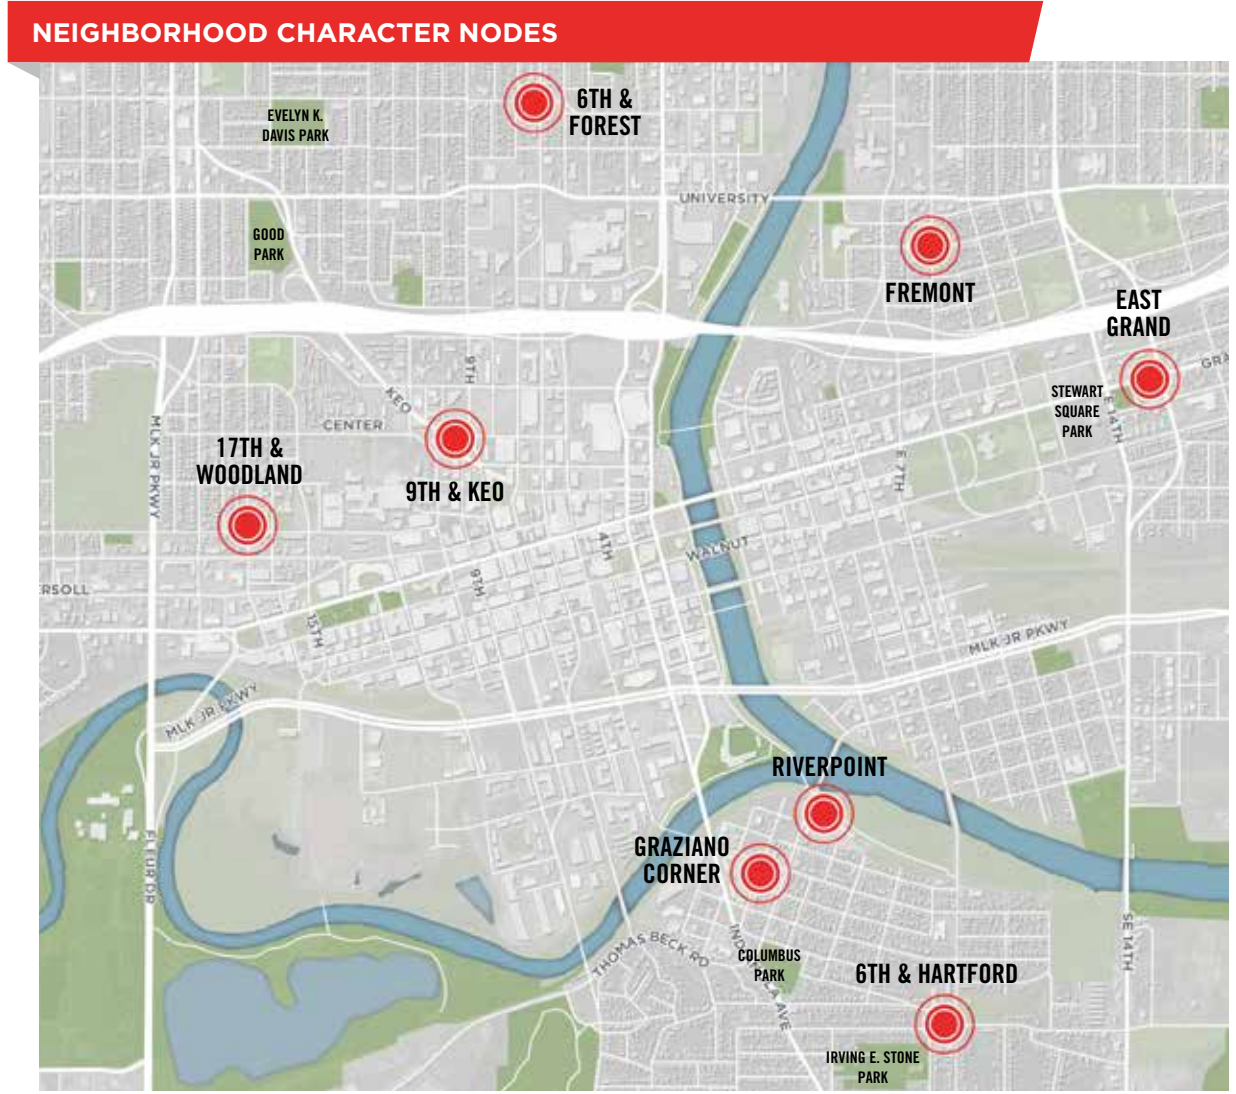 NEIGHBORHOOD CHARACTER NODES
6TH &
FOREST
EVELYN K.
DAVIS PARK
UNIVERSITY
GOOD
PARK
FREMONT
EAST
GRAND
9TH
GRA
KEO
STEWART
SQUARE
PARK
E 14TH
CENTER
MLK JR PKWY
17TH &
WOODLAND
9TH & KEO
E 7TH
4TH
WALNUT
9TH
RSOLL
15TH
MLK JR PKWY
MLK JR PKWY
RIVERPOINT
GRAZIANO
CORNER
FLEUR DR
SE 14TH
THOMAS BECK RD
INDIANOLA AVE
COLUMBUS
PARK
6TH & HARTFORD
IRVING E. STONE
PARK